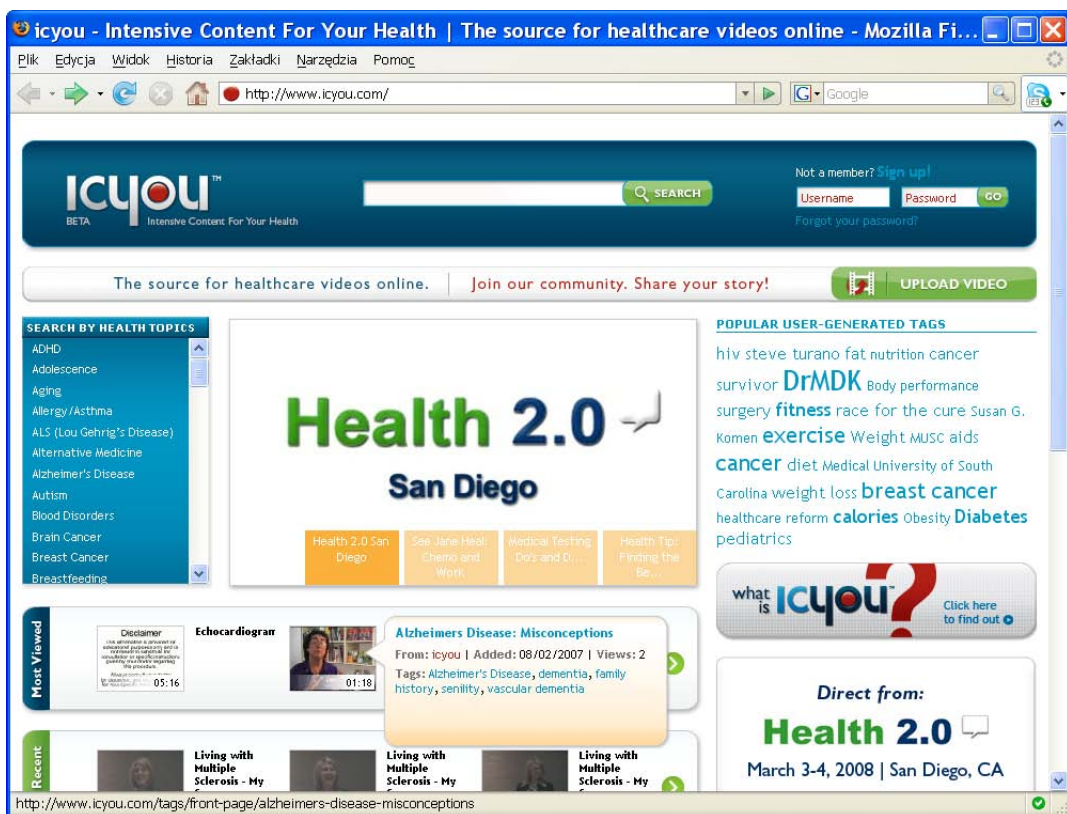 icyou - Intensive Content For Your Health | The source for healthcare videos online - Mozilla Fi...
Plik Edycja Widok Historia Zakładki Narzędzia Pomoc
http://www.icyou.com/
G Google
ICYOU™
BETA Intensive Content For Your Health
SEARCH
Not a member? Sign up!
Username Password GO
Forgot your password?
The source for healthcare videos online. Join our community. Share your story! UPLOAD VIDEO
SEARCH BY HEALTH TOPICS
ADHD
Adolescence
Aging
Allergy/Asthma
ALS (Lou Gehrig's Disease)
Alternative Medicine
Alzheimer's Disease
Autism
Blood Disorders
Brain Cancer
Breast Cancer
Breastfeeding
Health 2.0
San Diego
Health 2.0 San
Diego
See Jane Heal:
Chemo and
Work
Medical Testing
Do's and D...
Health Tip:
Finding the
Be...
POPULAR USER-GENERATED TAGS
hiv steve turano fat nutrition cancer
survivor DrMDK Body performance
surgery fitness race for the cure Susan G.
Komen exercise Weight MUSC aids
cancer diet Medical University of South
Carolina weight loss breast cancer
healthcare reform calories Obesity Diabetes
pediatrics
what is ICYOU™?
Click here
to find out
Most Viewed
Disclaimer
05:16
Echocardiogram
01:18
Alzheimers Disease: Misconceptions
From: icyou | Added: 08/02/2007 | Views: 2
Tags: Alzheimer's Disease, dementia, family
history, senility, vascular dementia
Recent
Living with
Multiple
Sclerosis - My
Living with
Multiple
Sclerosis - My
Living with
Multiple
Sclerosis - My
Direct from:
Health 2.0
March 3-4, 2008 | San Diego, CA
http://www.icyou.com/tags/front-page/alzheimers-disease-misconceptions